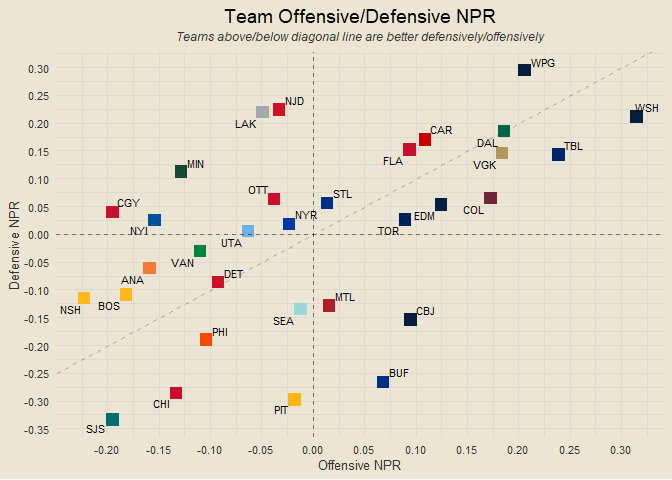 Team Offensive/Defensive NPR
Teams above/below diagonal line are better defensively/offensively
0.30
0.25
0.20
0.15
0.10
0.05
0.00
-0.05
-0.10
-0.15
-0.20
-0.25
-0.30
-0.35
Defensive NPR
WPG
NJD
LAK
WSH
CAR
DAL
TBL
FLA
VGK
MIN
OTT
STL
CGY
COL
NYR
EDM
NYI
TOR
UTA
VAN
DET
ANA
NSH
BOS
MTL
SEA
CBJ
PHI
BUF
CHI
PIT
SJS
-0.20 -0.15 -0.10 -0.05 0.00 0.05 0.10 0.15 0.20 0.25 0.30
Offensive NPR